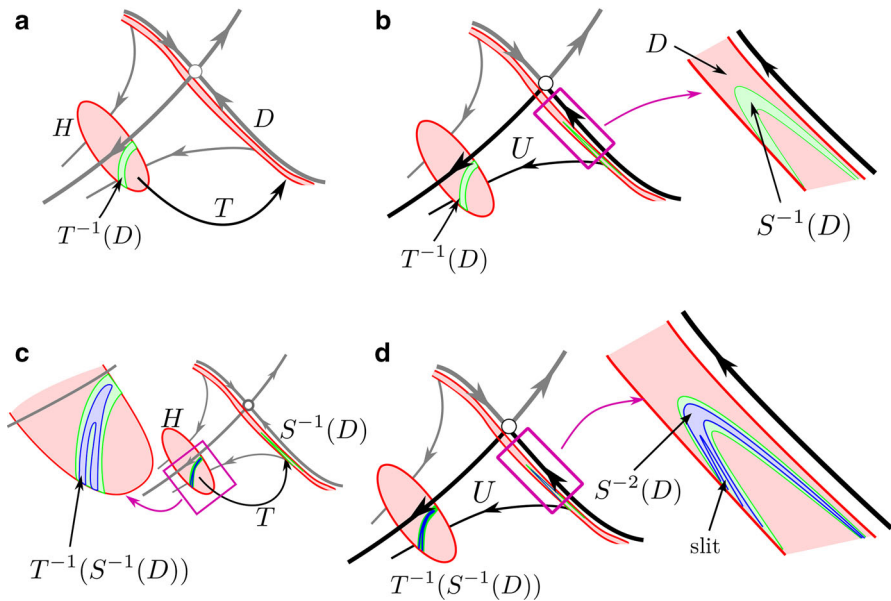 a
H
D
T
T⁻¹(D)
b
U
T⁻¹(D)
D
S⁻¹(D)
c
H
S⁻¹(D)
T
T⁻¹(S⁻¹(D))
d
U
T⁻¹(S⁻¹(D))
S⁻²(D)
slit